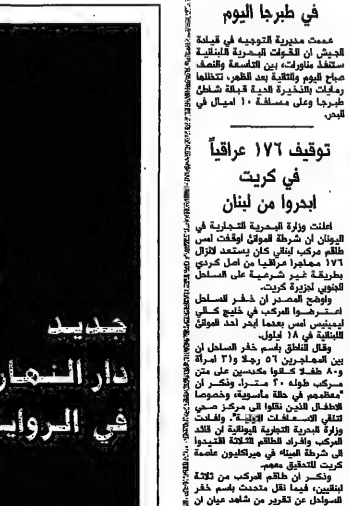 في طبرجا اليوم
عممت مديرية التوجيه في قيادة
الجيش ان القوات البحرية اللبنانية
ستنفذ مناورات، بين التاسعة والنصف
صباح اليوم والثانية بعد الظهر، تتخللها
رمايات بالذخيرة الحية قبالة شاطئ
طبرجا وعلى مسافة ١٠ اميال في
البحر.
توقيف ١٧٦ عراقياً
في كريت
ابحروا من لبنان
اعلنت وزارة البحرية التجارية في
اليونان ان شرطة الموانئ اوقفت امس
طاقم مركب لبناني كان يستعد لانزال
١٧٦ مهاجرا عراقيا من اصل كردي
بطريقة غير شرعية على الساحل
الجنوبي لجزيرة كريت.
واوضح المصدر ان خفر الساحل
اعترضوا المركب في خليج كالي
ليمينيس امس بعدما ابحر احد الموانئ
اللبنانية في ١٨ ايلول.
وقال الناطق باسم خفر الساحل ان
بين المهاجرين ٥٦ رجلا و٣١ امرأة
و٨٠ طفلا كانوا مكدسين على متن
مركب طوله ٢٠ مترا. وذكر ان
"معظمهم في حالة مأسوية، وخصوصا
الاطفال الذين نقلوا الى مركز صحي
لتلقي الاسعافات الاولية". وافادت
وزارة البحرية التجارية اليونانية ان قائد
المركب وافراد الطاقم الثلاثة اقتيدوا
الى شرطة الميناء في هيراكليون عاصمة
كريت للتحقيق معهم.
وذكر ان طاقم المركب من ثلاثة
لبنانيين، فيما نقل متحدث باسم خفر
السواحل عن تقرير من شاهد عيان ان
جديد
دار النهار
في الرواية